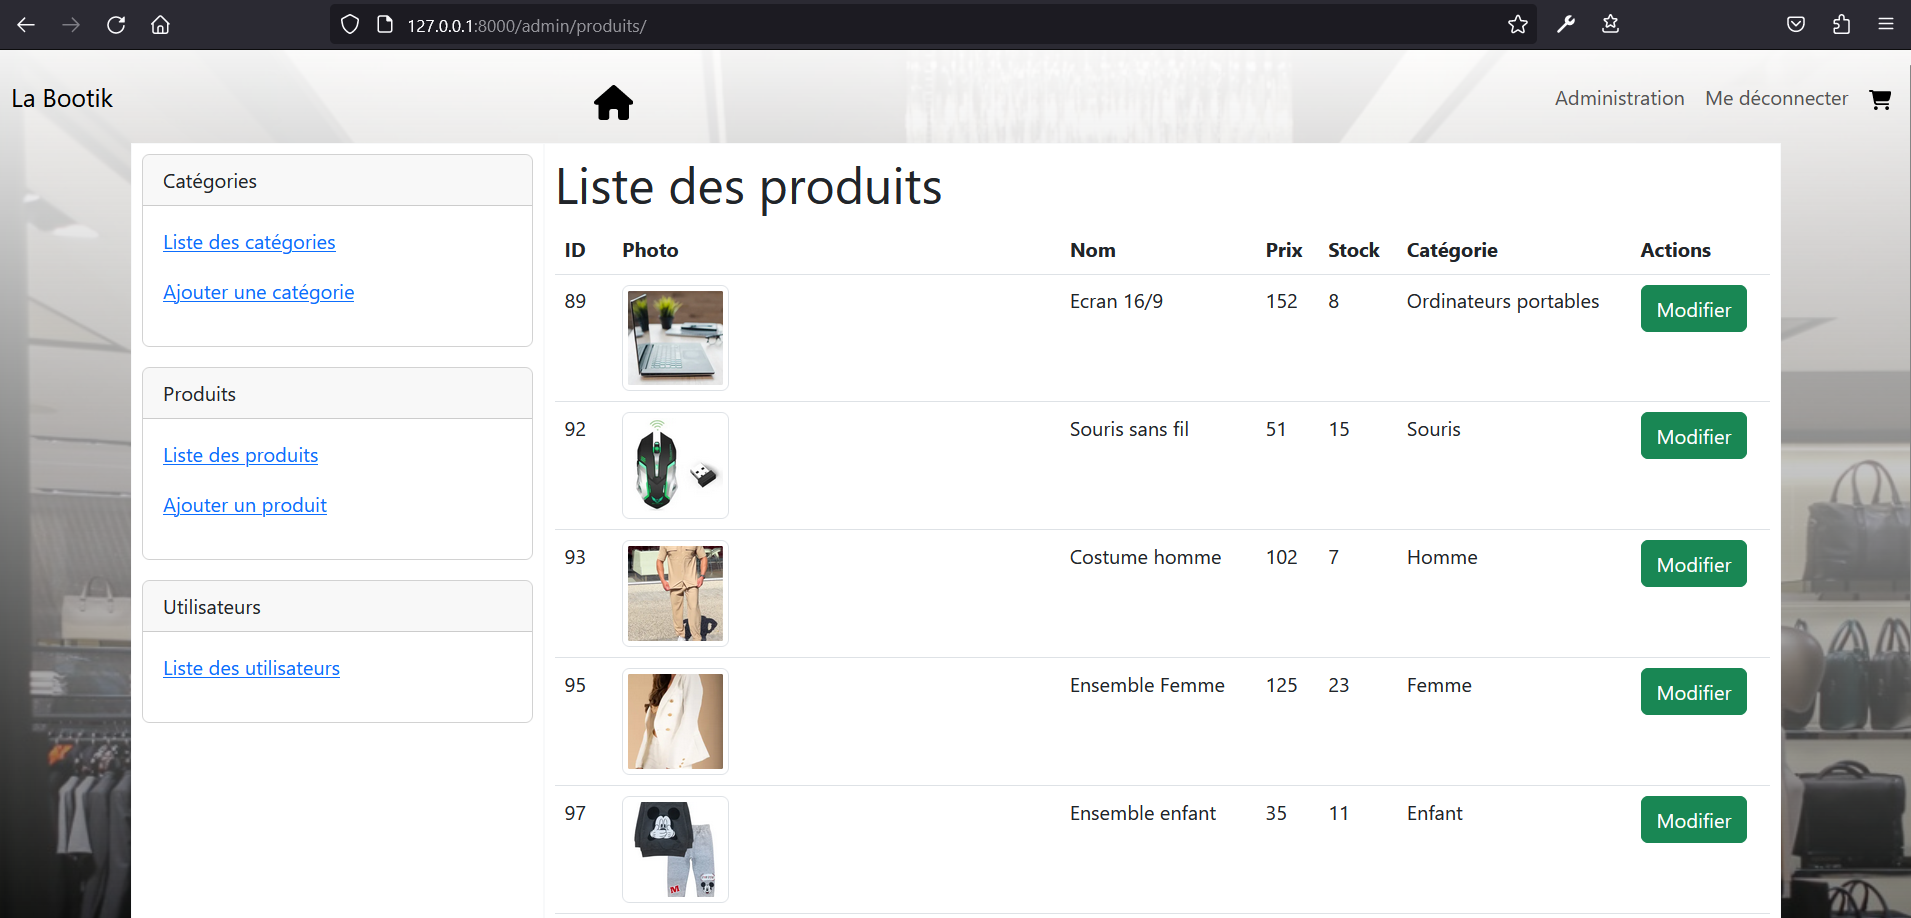 127.0.0.1:8000/admin/produits/
La Bootik
Administration Me déconnecter
Catégories
Liste des catégories
Ajouter une catégorie
Produits
Liste des produits
Ajouter un produit
Utilisateurs
Liste des utilisateurs
Liste des produits
ID Photo Nom Prix Stock Catégorie Actions
89 Ecran 16/9 152 8 Ordinateurs portables Modifier
92 Souris sans fil 51 15 Souris Modifier
93 Costume homme 102 7 Homme Modifier
95 Ensemble Femme 125 23 Femme Modifier
97 Ensemble enfant 35 11 Enfant Modifier
M